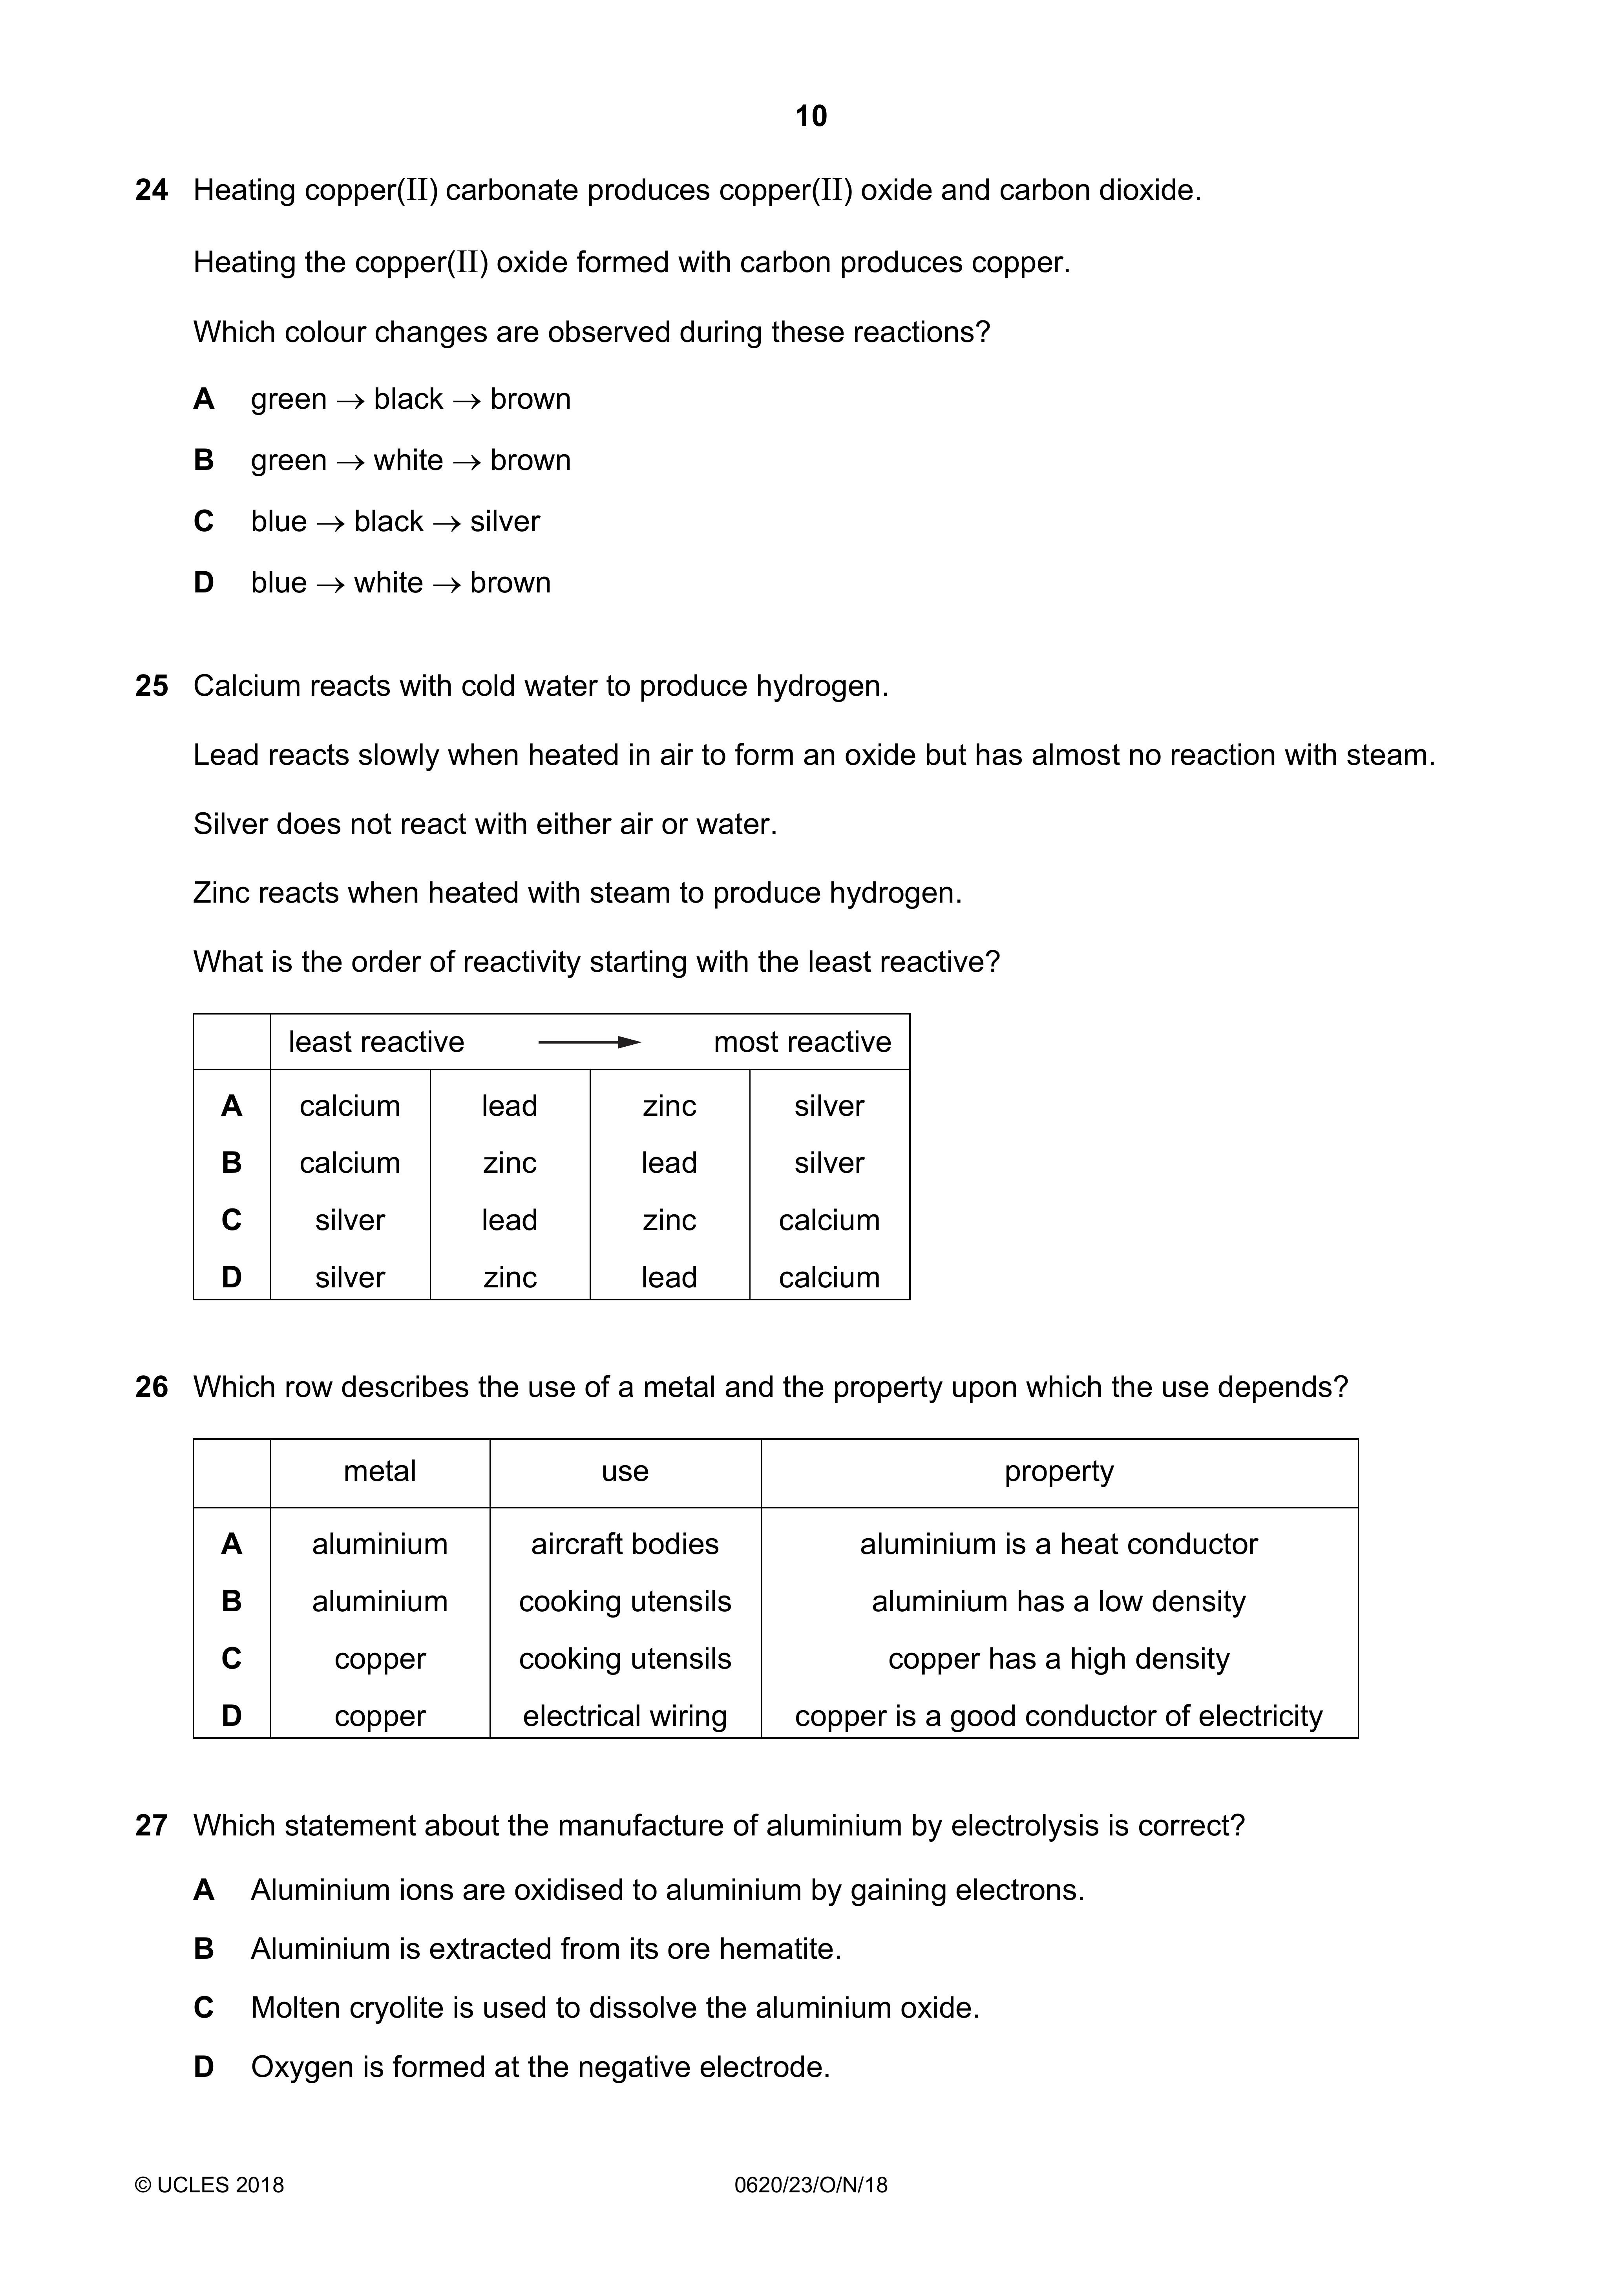 10
24 Heating copper(II) carbonate produces copper(II) oxide and carbon dioxide.
Heating the copper(II) oxide formed with carbon produces copper.
Which colour changes are observed during these reactions?
A green → black → brown
B green → white → brown
C blue → black → silver
D blue → white → brown
25 Calcium reacts with cold water to produce hydrogen.
Lead reacts slowly when heated in air to form an oxide but has almost no reaction with steam.
Silver does not react with either air or water.
Zinc reacts when heated with steam to produce hydrogen.
What is the order of reactivity starting with the least reactive?
least reactive → most reactive
A calcium lead zinc silver
B calcium zinc lead silver
C silver lead zinc calcium
D silver zinc lead calcium
26 Which row describes the use of a metal and the property upon which the use depends?
metal use property
A aluminium aircraft bodies aluminium is a heat conductor
B aluminium cooking utensils aluminium has a low density
C copper cooking utensils copper has a high density
D copper electrical wiring copper is a good conductor of electricity
27 Which statement about the manufacture of aluminium by electrolysis is correct?
A Aluminium ions are oxidised to aluminium by gaining electrons.
B Aluminium is extracted from its ore hematite.
C Molten cryolite is used to dissolve the aluminium oxide.
D Oxygen is formed at the negative electrode.
© UCLES 2018 0620/23/O/N/18